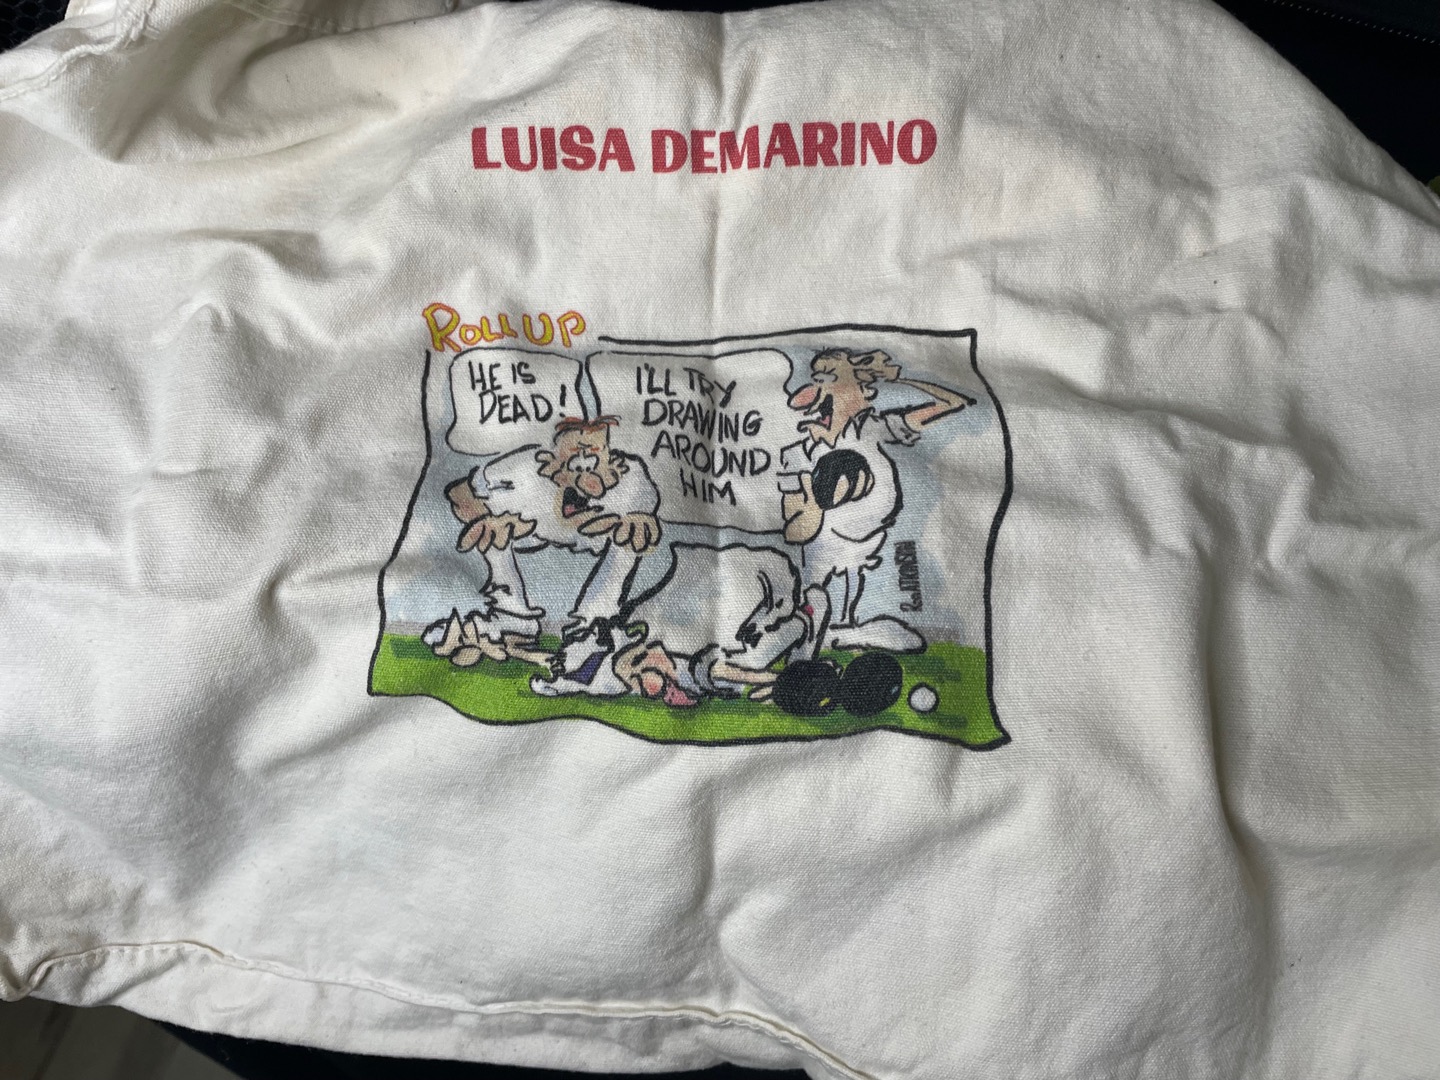 LUISA DEMARINO
ROLL UP
HE IS
DEAD!
I'LL TRY
DRAWING
AROUND
HIM